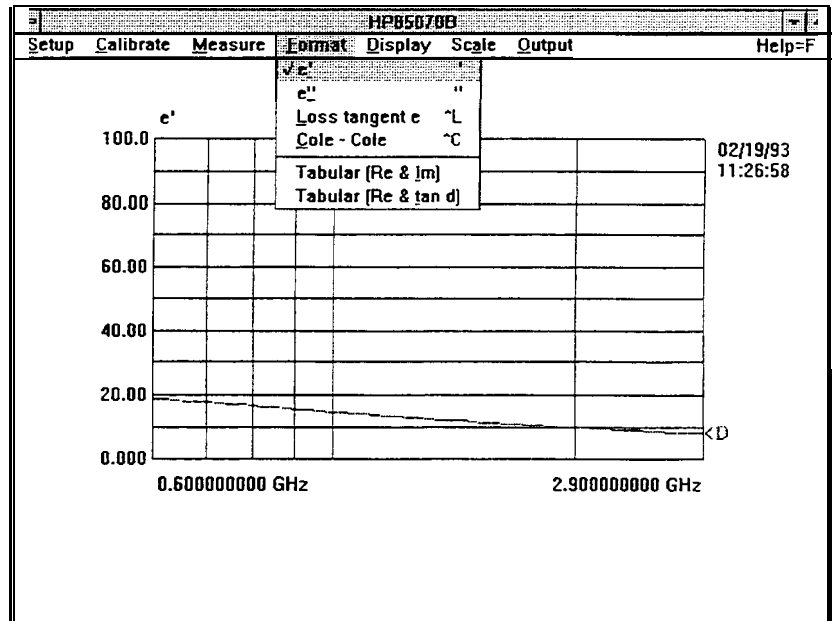 HP85070B
Setup Calibrate Measure Format Display Scale Output Help=F
√ e' '
e" "
Loss tangent e ^L
Cole - Cole ^C
Tabular (Re & Im)
Tabular (Re & tan d)
e'
02/19/93
11:26:58
100.0
80.00
60.00
40.00
20.00
0.000
<D
0.600000000 GHz 2.900000000 GHz